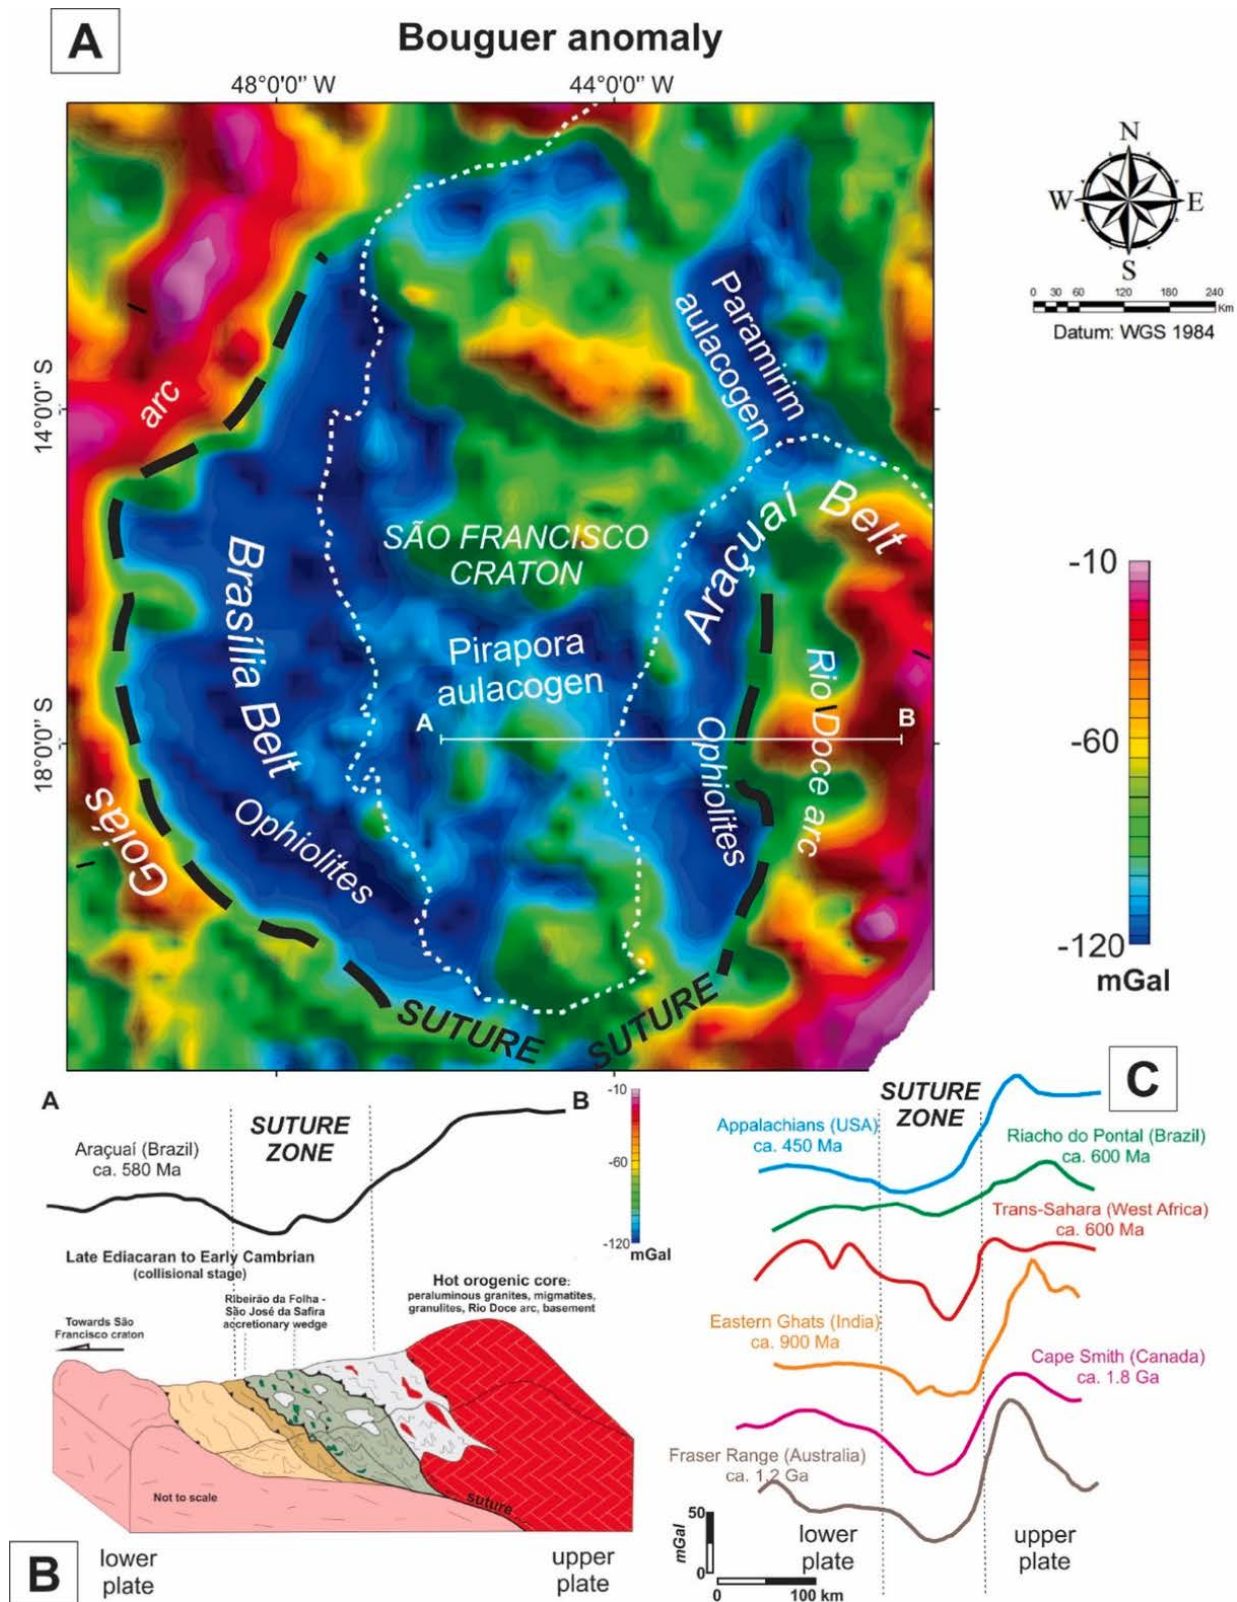 A
Bouguer anomaly
48°0'0'' W
44°0'0'' W
N
W
E
S
0 30 60 120 180 240
Km
Datum: WGS 1984
14°0'0'' S
18°0'0'' S
arc
Paramirim
aulacogen
SÃO FRANCISCO
CRATON
Araçuaí Belt
Brasília Belt
Pirapora
aulacogen
A
B
Rio Doce arc
Ophiolites
Ophiolites
Goiás
SUTURE
SUTURE
-10
-60
-120
mGal
A
B
Araçuaí (Brazil)
ca. 580 Ma
SUTURE
ZONE
-10
-60
-120
mGal
Late Ediacaran to Early Cambrian
(collisional stage)
Ribeirão da Folha -
São José da Safira
accretionary wedge
Hot orogenic core:
peraluminous granites, migmatites,
granulites, Rio Doce arc, basement
Towards São
Francisco craton
Not to scale
suture
B
lower
plate
upper
plate
C
SUTURE
ZONE
Appalachians (USA)
ca. 450 Ma
Riacho do Pontal (Brazil)
ca. 600 Ma
Trans-Sahara (West Africa)
ca. 600 Ma
Eastern Ghats (India)
ca. 900 Ma
Cape Smith (Canada)
ca. 1.8 Ga
Fraser Range (Australia)
ca. 1.2 Ga
50
mGal
0
0
100 km
lower
plate
upper
plate